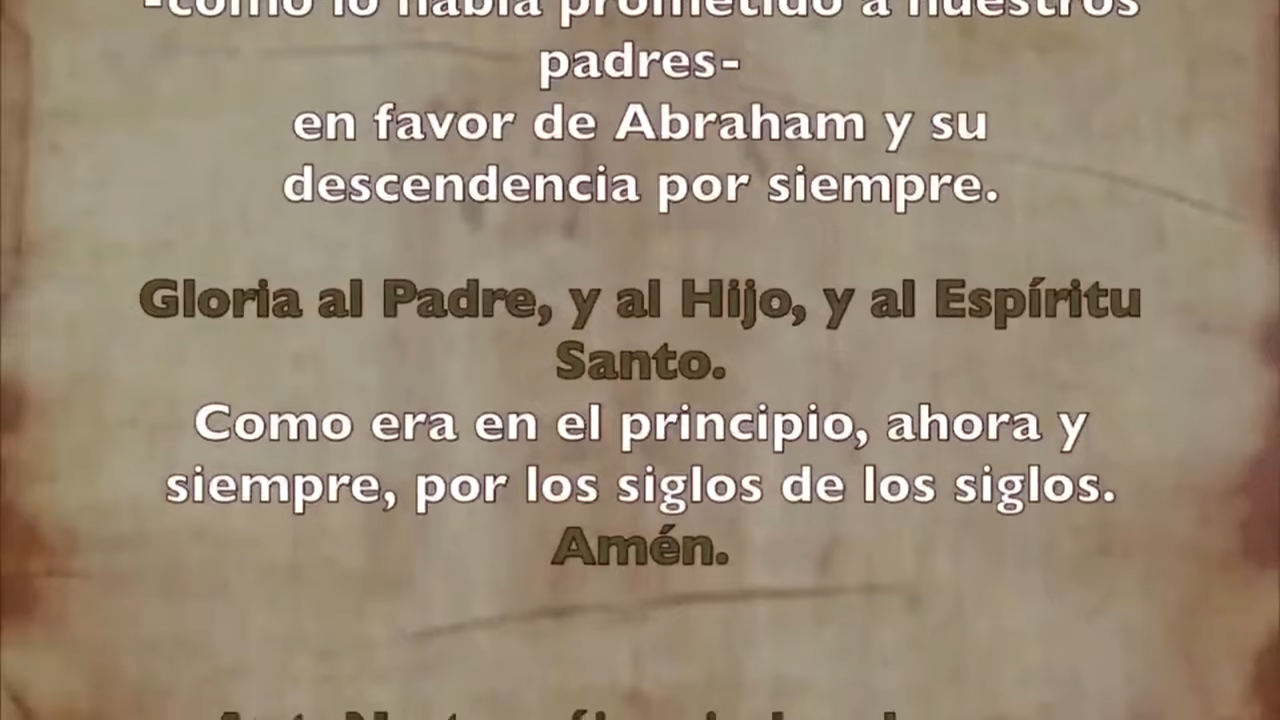 -como lo había prometido a nuestros
padres-
en favor de Abraham y su
descendencia por siempre.
Gloria al Padre, y al Hijo, y al Espíritu
Santo.
Como era en el principio, ahora y
siempre, por los siglos de los siglos.
Amén.